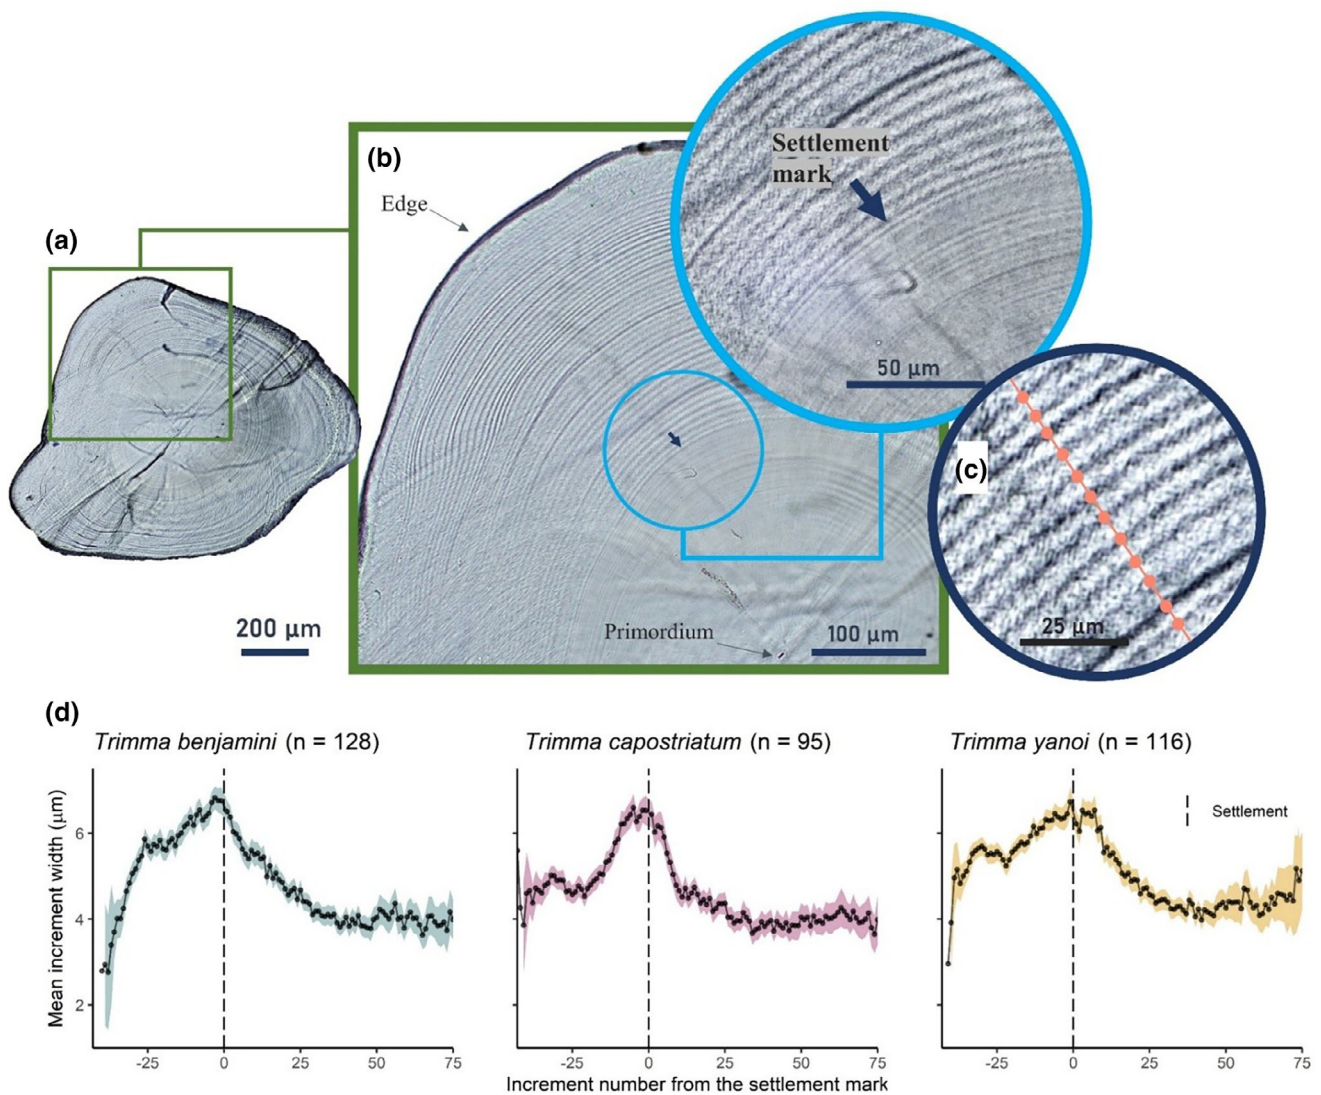 (a)
(b)
Edge
Settlement
mark
50 µm
(c)
25 µm
Primordium
100 µm
200 µm
(d)
Trimma benjamini (n = 128)
Trimma capostriatum (n = 95)
Trimma yanoi (n = 116)
Settlement
Mean increment width (µm)
6
4
2
-25 0 25 50 75
-25 0 25 50 75
-25 0 25 50 75
Increment number from the settlement mark